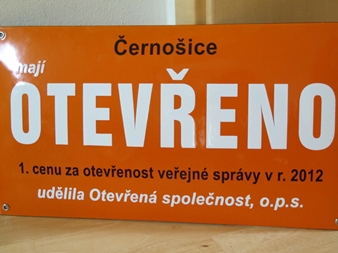 Černošice
mají
OTEVŘENO
1. cenu za otevřenost veřejné správy v r. 2012
udělila Otevřená společnost, o.p.s.